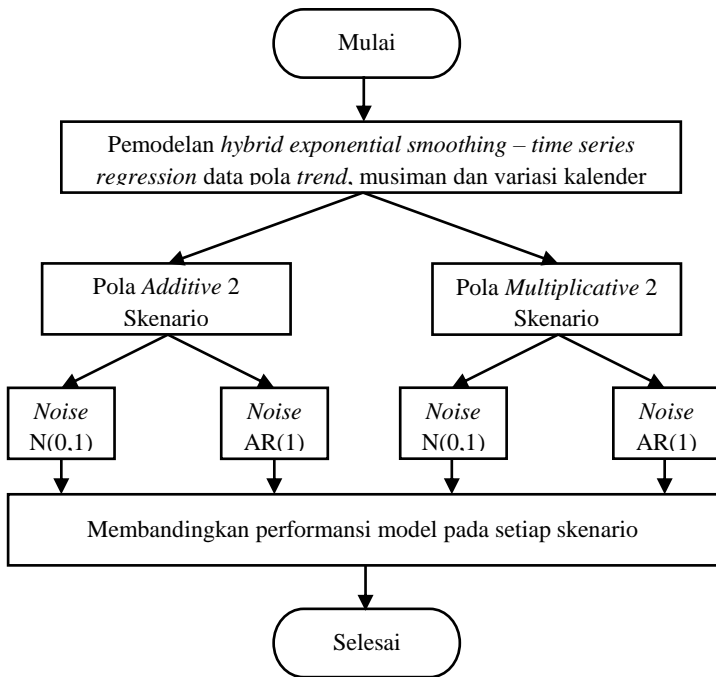 Mulai
Pemodelan hybrid exponential smoothing – time series
regression data pola trend, musiman dan variasi kalender
Pola Additive 2
Skenario
Pola Multiplicative 2
Skenario
Noise
N(0,1)
Noise
AR(1)
Noise
N(0,1)
Noise
AR(1)
Membandingkan performansi model pada setiap skenario
Selesai